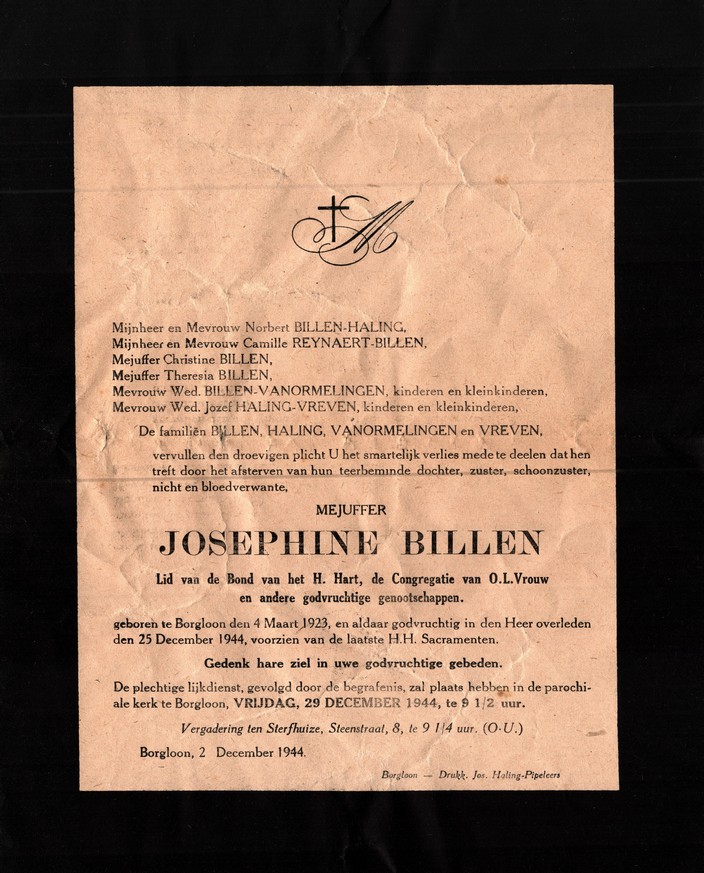 M
Mijnheer en Mevrouw Norbert BILLEN-HALING,
Mijnheer en Mevrouw Camille REYNAERT-BILLEN,
Mejuffer Christine BILLEN,
Mejuffer Theresia BILLEN,
Mevrouw Wed. BILLEN-VANORMELINGEN, kinderen en kleinkinderen,
Mevrouw Wed. Jozef HALING-VREVEN, kinderen en kleinkinderen,
De familiën BILLEN, HALING, VANORMELINGEN en VREVEN,
vervullen den droevigen plicht U het smartelijk verlies mede te deelen dat hen
treft door het afsterven van hun teerbeminde dochter, zuster, schoonzuster,
nicht en bloedverwante,
MEJUFFER
JOSEPHINE BILLEN
Lid van de Bond van het H. Hart, de Congregatie van O.L.Vrouw
en andere godvruchtige genootschappen.
geboren te Borgloon den 4 Maart 1923, en aldaar godvruchtig in den Heer overleden
den 25 December 1944, voorzien van de laatste H.H. Sacramenten.
Gedenk hare ziel in uwe godvruchtige gebeden.
De plechtige lijkdienst, gevolgd door de begrafenis, zal plaats hebben in de parochi-
ale kerk te Borgloon, VRIJDAG, 29 DECEMBER 1944, te 9 1/2 uur.
Vergadering ten Sterfhuize, Steenstraat, 8, te 9 1/4 uur. (O.U.)
Borgloon, 2 December 1944.
Borgloon — Drukk. Jos. Haling-Pipeleers